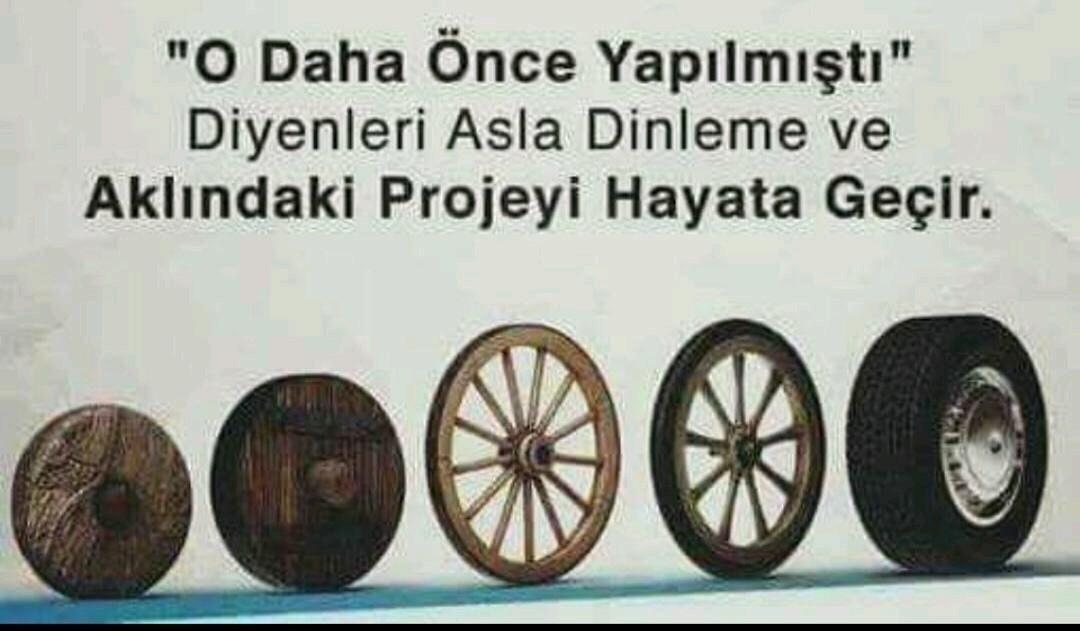 "O Daha Önce Yapılmıştı"
Diyenleri Asla Dinleme ve
Aklındaki Projeyi Hayata Geçir.